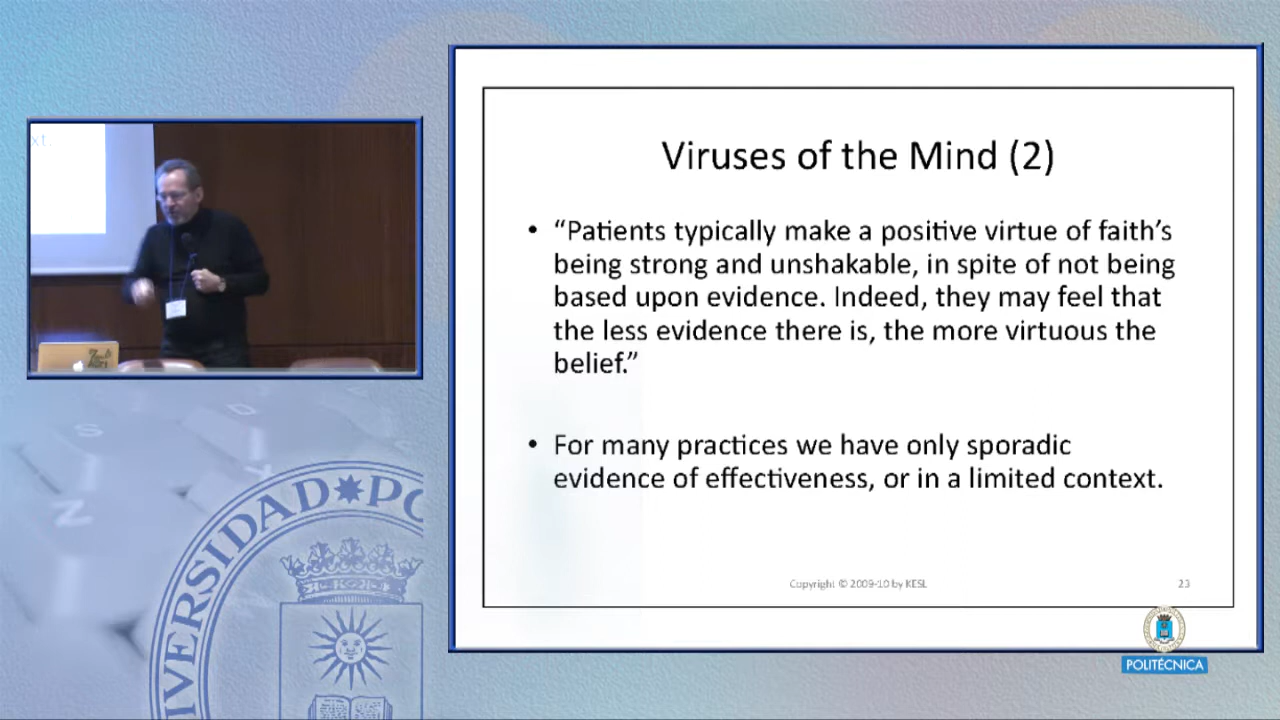 xt.
Viruses of the Mind (2)
• “Patients typically make a positive virtue of faith’s
being strong and unshakable, in spite of not being
based upon evidence. Indeed, they may feel that
the less evidence there is, the more virtuous the
belief.”
• For many practices we have only sporadic
evidence of effectiveness, or in a limited context.
Copyright © 2009-10 by KESL
23
POLITÉCNICA
VERSIDAD PO
S
D
Z